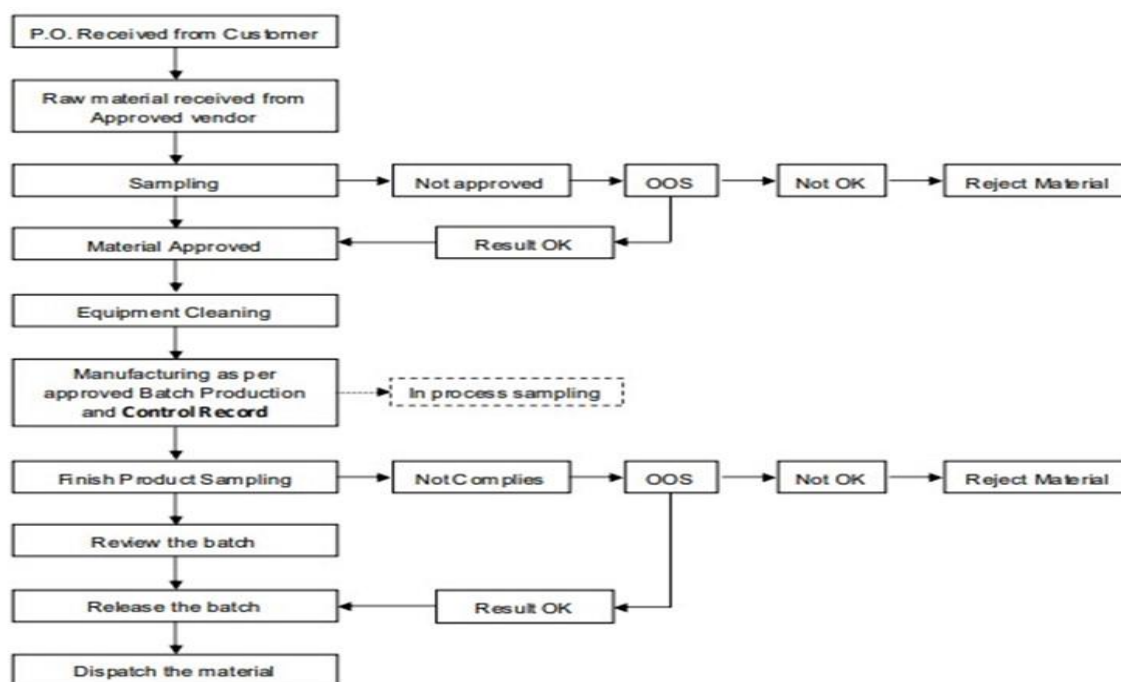 P.O. Received from Customer
Raw material received from
Approved vendor
Sampling
Not approved
OOS
Not OK
Reject Material
Material Approved
Result OK
Equipment Cleaning
Manufacturing as per
approved Batch Production
and Control Record
In process sampling
Finish Product Sampling
Not Complies
OOS
Not OK
Reject Material
Review the batch
Release the batch
Result OK
Dispatch the material